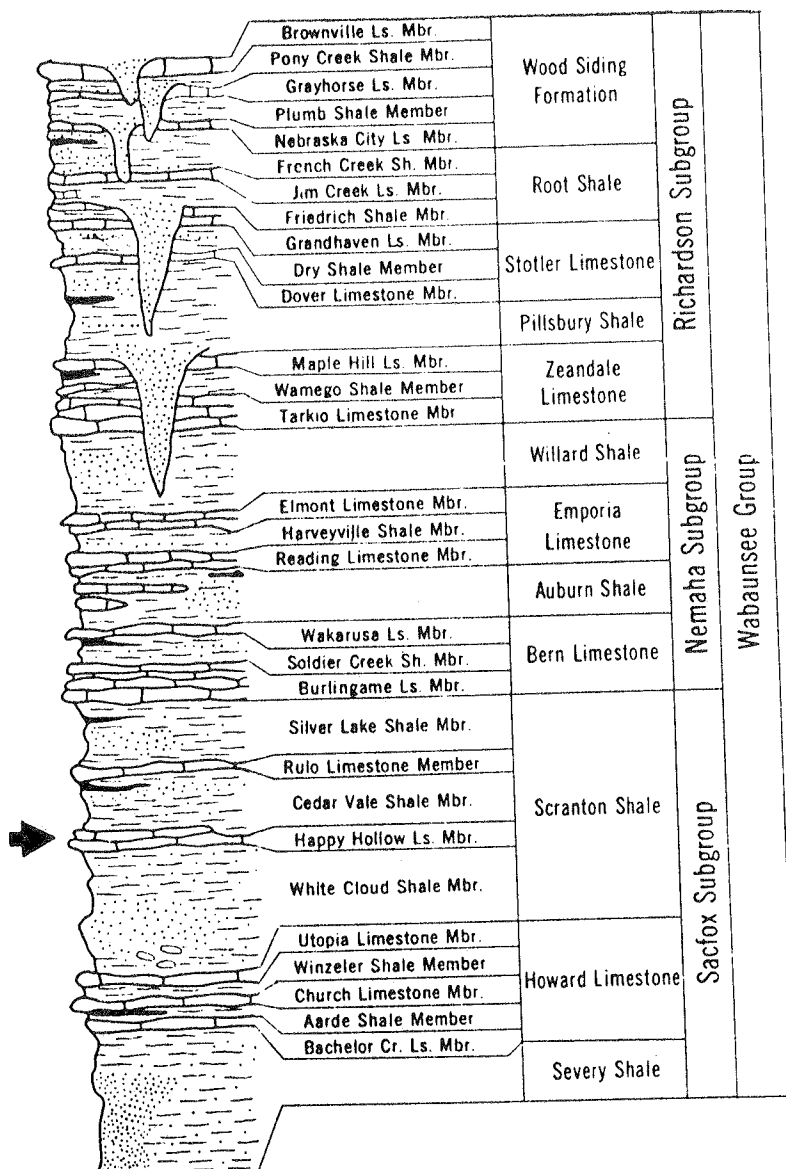 Brownville Ls. Mbr.
Pony Creek Shale Mbr.
Grayhorse Ls. Mbr.
Plumb Shale Member
Nebraska City Ls Mbr.
French Creek Sh. Mbr.
Jim Creek Ls. Mbr.
Friedrich Shale Mbr.
Grandhaven Ls. Mbr.
Dry Shale Member
Dover Limestone Mbr.
Maple Hill Ls. Mbr.
Wamego Shale Member
Tarkio Limestone Mbr
Elmont Limestone Mbr.
Harveyville Shale Mbr.
Reading Limestone Mbr.
Wakarusa Ls. Mbr.
Soldier Creek Sh. Mbr.
Burlingame Ls. Mbr.
Silver Lake Shale Mbr.
Rulo Limestone Member
Cedar Vale Shale Mbr.
Happy Hollow Ls. Mbr.
White Cloud Shale Mbr.
Utopia Limestone Mbr.
Winzeler Shale Member
Church Limestone Mbr.
Aarde Shale Member
Bachelor Cr. Ls. Mbr.
Wood Siding
Formation
Root Shale
Stotler Limestone
Pillsbury Shale
Zeandale
Limestone
Willard Shale
Emporia
Limestone
Auburn Shale
Bern Limestone
Scranton Shale
Howard Limestone
Severy Shale
Richardson Subgroup
Nemaha Subgroup
Sacfox Subgroup
Wabaunsee Group